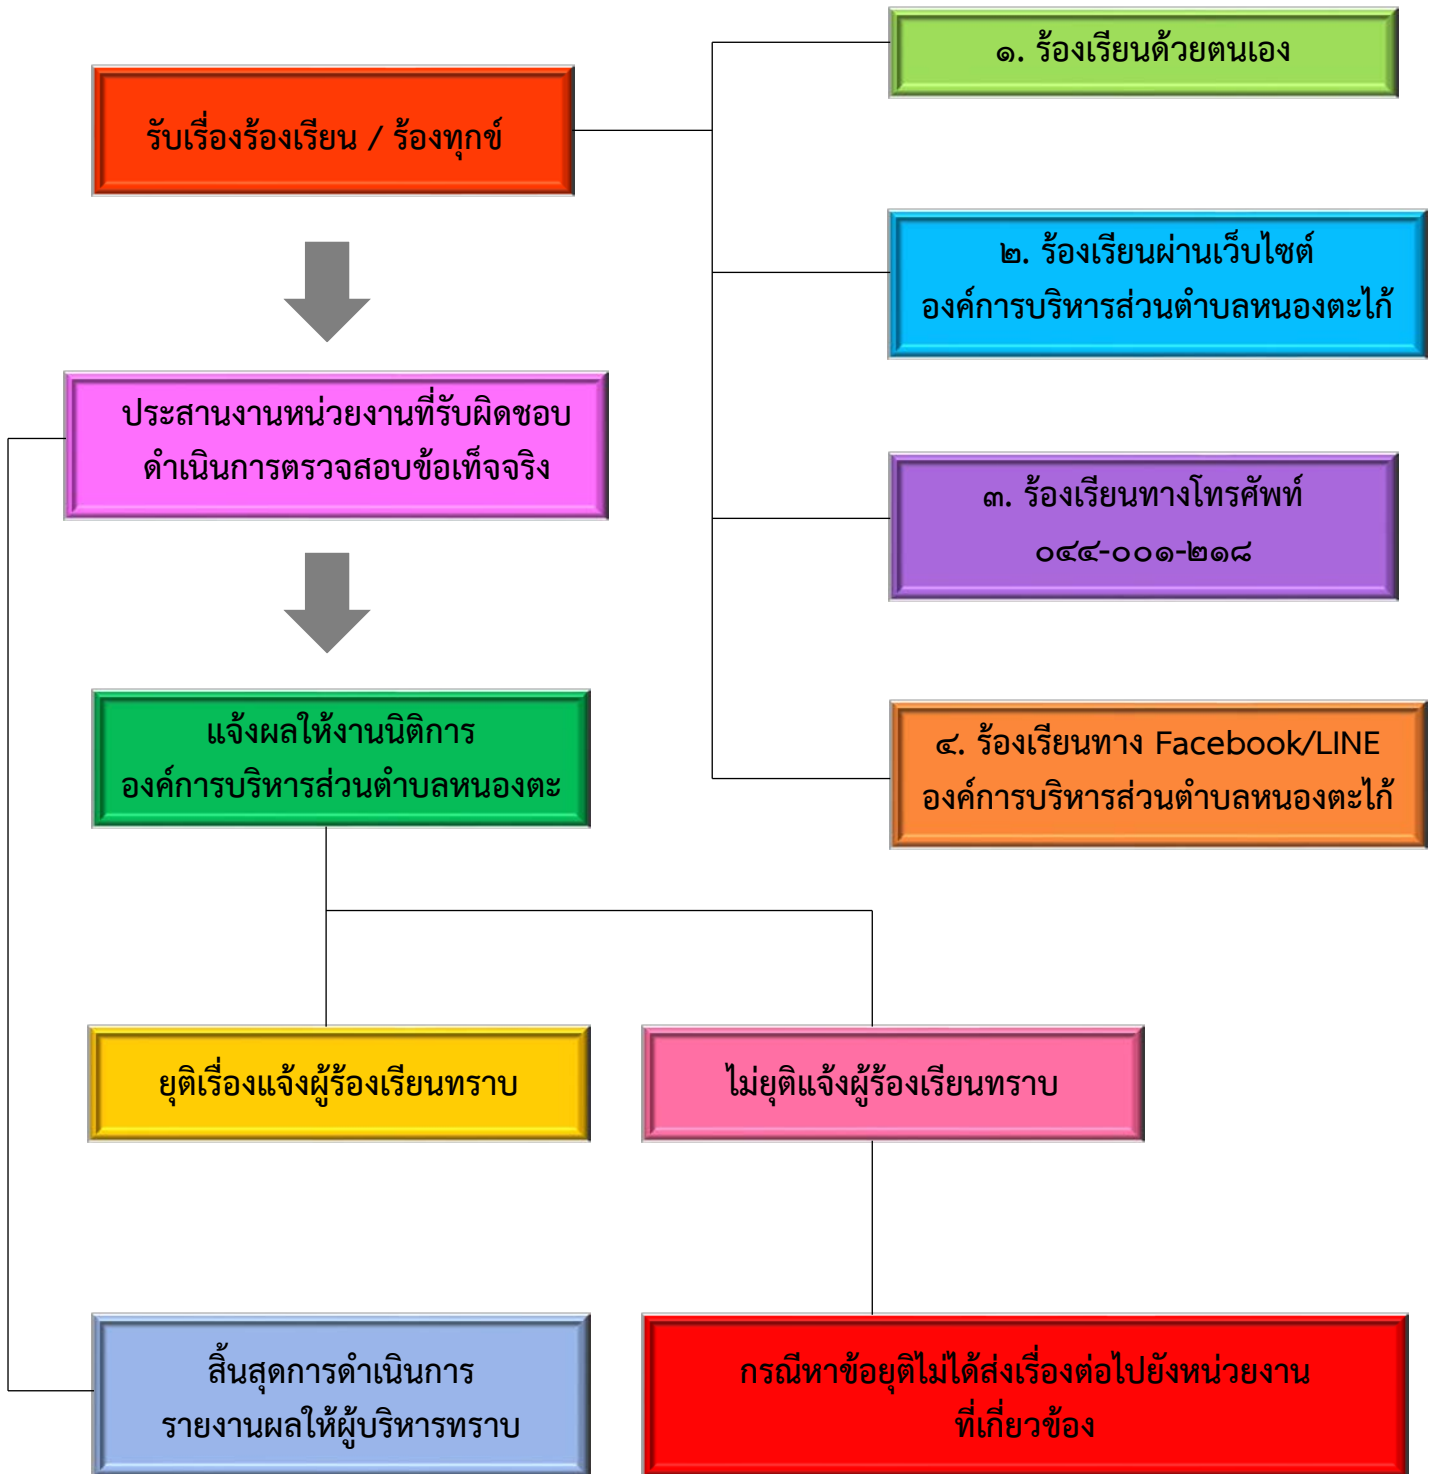 รับเรื่องร้องเรียน / ร้องทุกข์
๑. ร้องเรียนด้วยตนเอง
๒. ร้องเรียนผ่านเว็บไซต์
องค์การบริหารส่วนตำบลหนองตะไก้
๓. ร้องเรียนทางโทรศัพท์
๐๔๔-๐๐๑-๒๑๘
๔. ร้องเรียนทาง Facebook/LINE
องค์การบริหารส่วนตำบลหนองตะไก้
ประสานงานหน่วยงานที่รับผิดชอบ
ดำเนินการตรวจสอบข้อเท็จจริง
แจ้งผลให้งานนิติการ
องค์การบริหารส่วนตำบลหนองตะ
ยุติเรื่องแจ้งผู้ร้องเรียนทราบ
ไม่ยุติแจ้งผู้ร้องเรียนทราบ
สิ้นสุดการดำเนินการ
รายงานผลให้ผู้บริหารทราบ
กรณีหาข้อยุติไม่ได้ส่งเรื่องต่อไปยังหน่วยงาน
ที่เกี่ยวข้อง